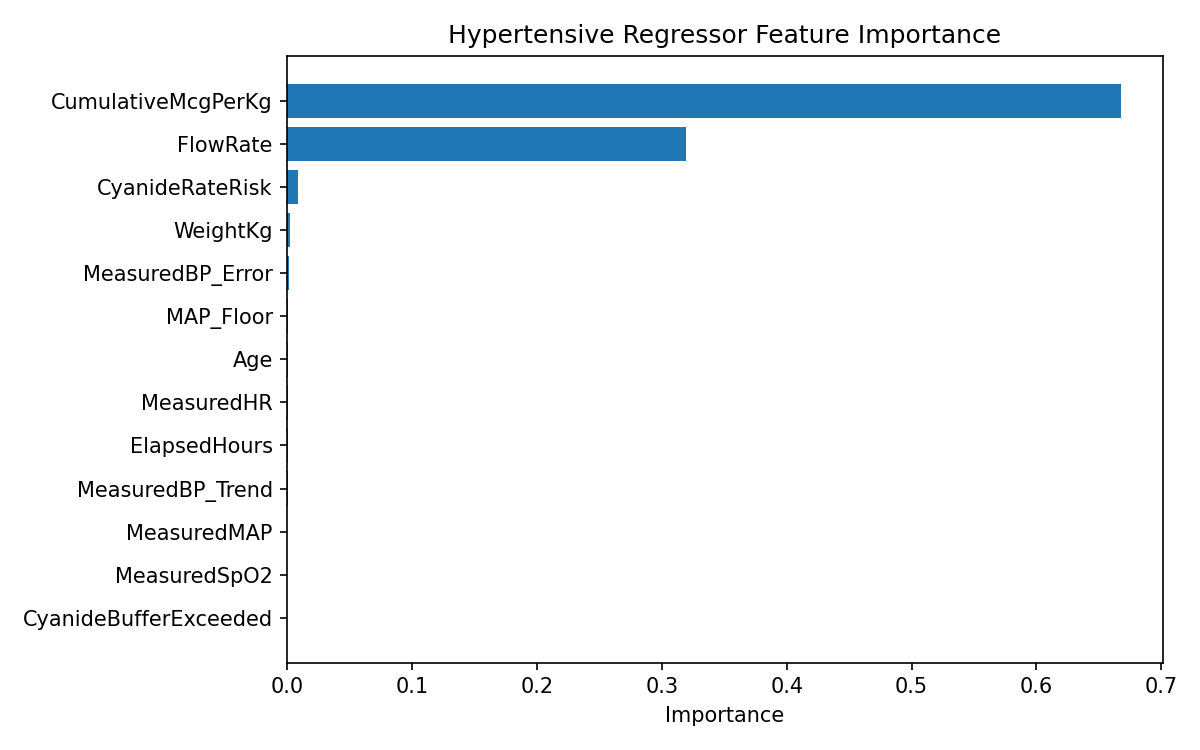 Hypertensive Regressor Feature Importance
CumulativeMcgPerKg
FlowRate
CyanideRateRisk
WeightKg
MeasuredBP_Error
MAP_Floor
Age
MeasuredHR
ElapsedHours
MeasuredBP_Trend
MeasuredMAP
MeasuredSpO2
CyanideBufferExceeded
0.0 0.1 0.2 0.3 0.4 0.5 0.6 0.7
Importance